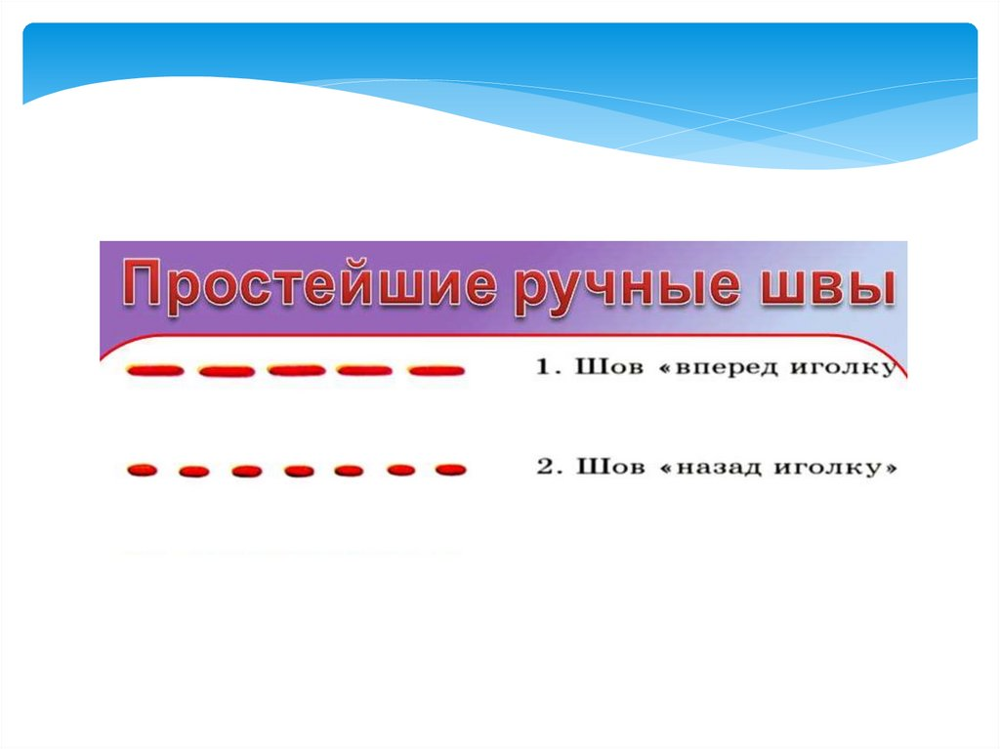 Простейшие ручные швы
1. Шов «вперед иголку
2. Шов «назад иголку»